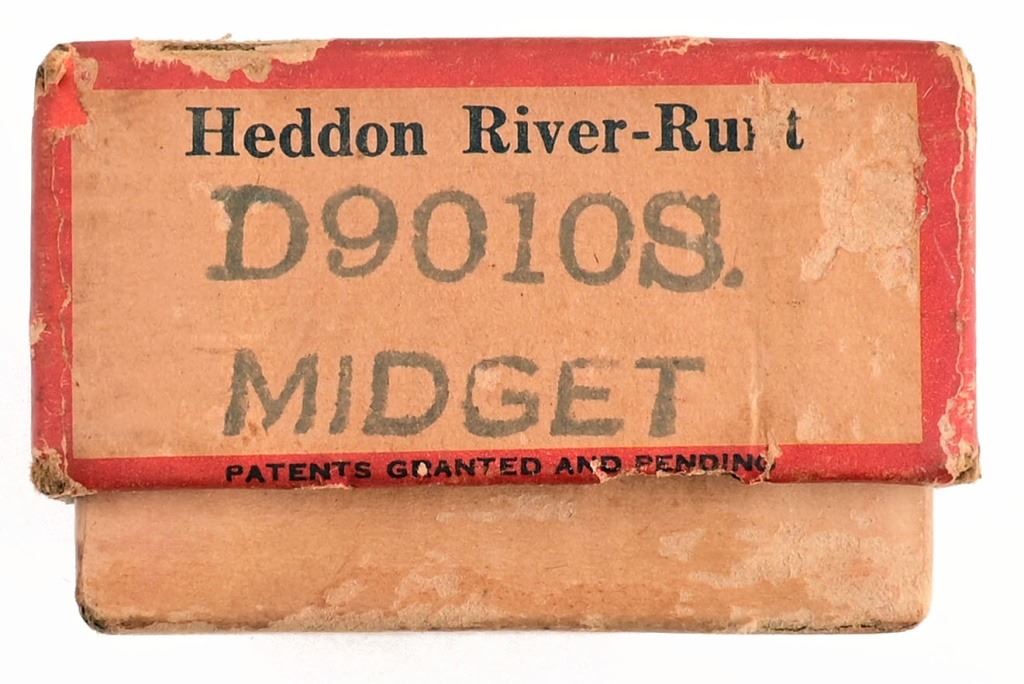 Heddon River-Runt
D9010S.
MIDGET
PATENTS GRANTED AND PENDING